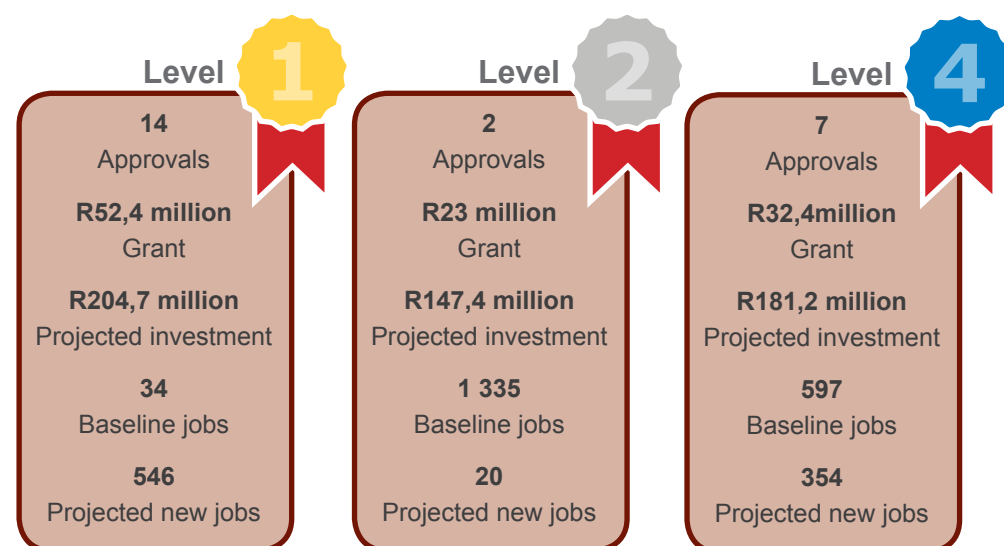 Level 1
14
Approvals
R52,4 million
Grant
R204,7 million
Projected investment
34
Baseline jobs
546
Projected new jobs
Level 2
2
Approvals
R23 million
Grant
R147,4 million
Projected investment
1 335
Baseline jobs
20
Projected new jobs
Level 4
7
Approvals
R32,4million
Grant
R181,2 million
Projected investment
597
Baseline jobs
354
Projected new jobs